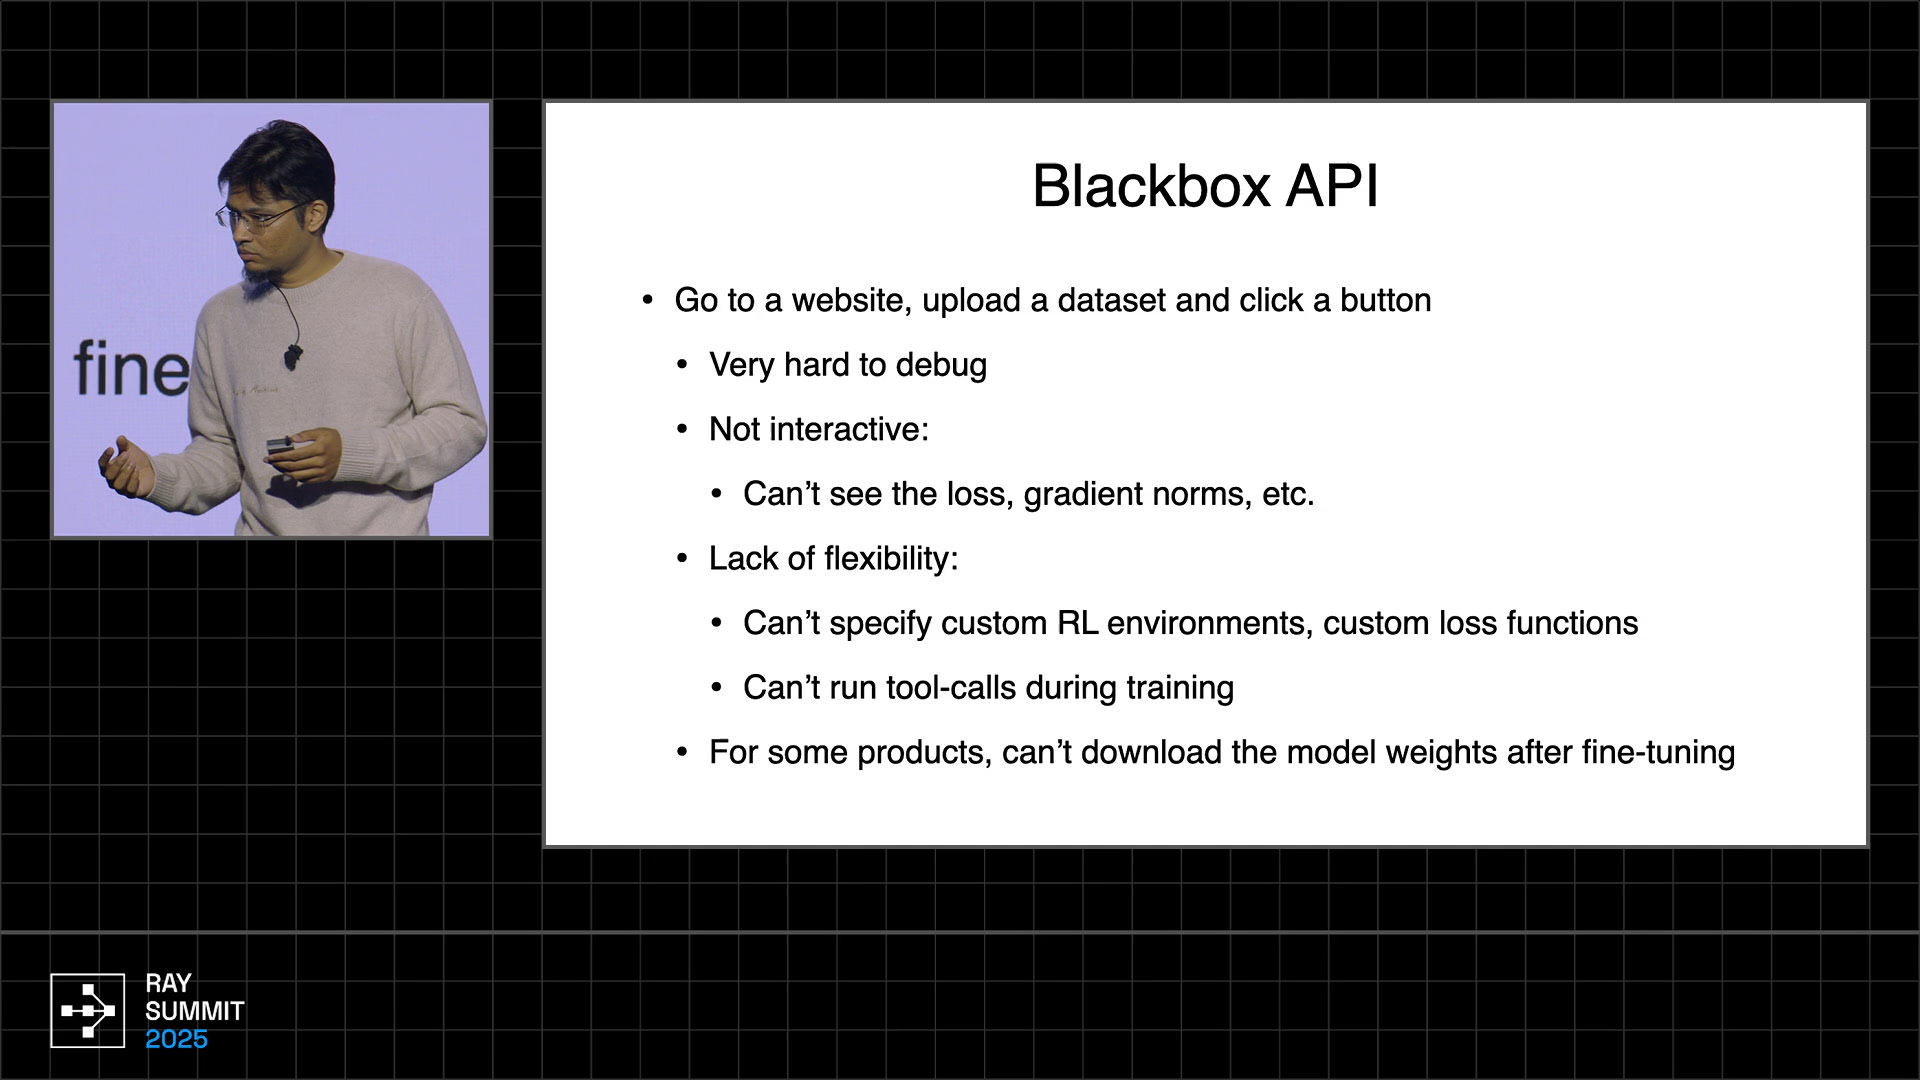 fine
Blackbox API
• Go to a website, upload a dataset and click a button
• Very hard to debug
• Not interactive:
• Can’t see the loss, gradient norms, etc.
• Lack of flexibility:
• Can’t specify custom RL environments, custom loss functions
• Can’t run tool-calls during training
• For some products, can’t download the model weights after fine-tuning
RAY
SUMMIT
2025